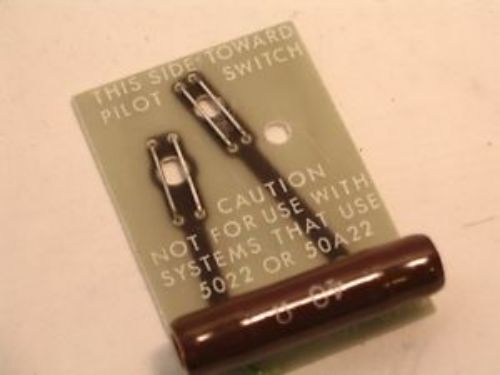 THIS SIDE TOWARD
PILOT SWITCH
CAUTION
NOT FOR USE WITH
SYSTEMS THAT USE
5022 OR 50A22